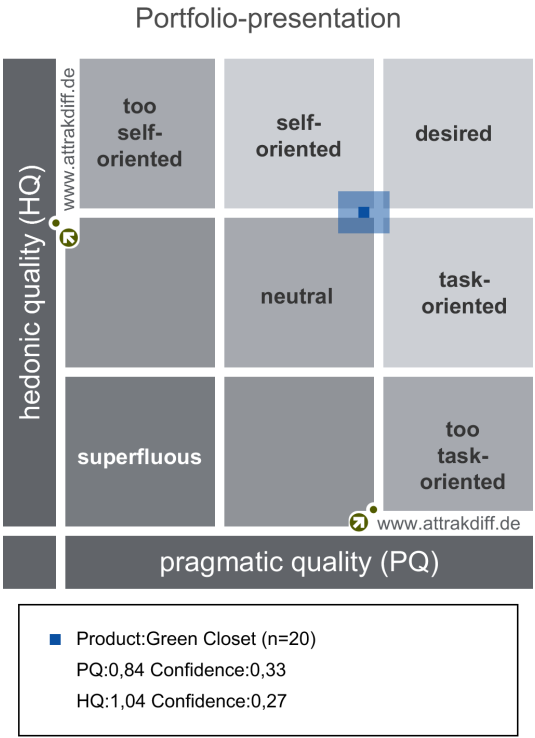 Portfolio-presentation
www.attrakdiff.de
hedonic quality (HQ)
too
self-
oriented
self-
oriented
desired
neutral
task-
oriented
superfluous
too
task-
oriented
www.attrakdiff.de
pragmatic quality (PQ)
Product:Green Closet (n=20)
PQ:0,84 Confidence:0,33
HQ:1,04 Confidence:0,27